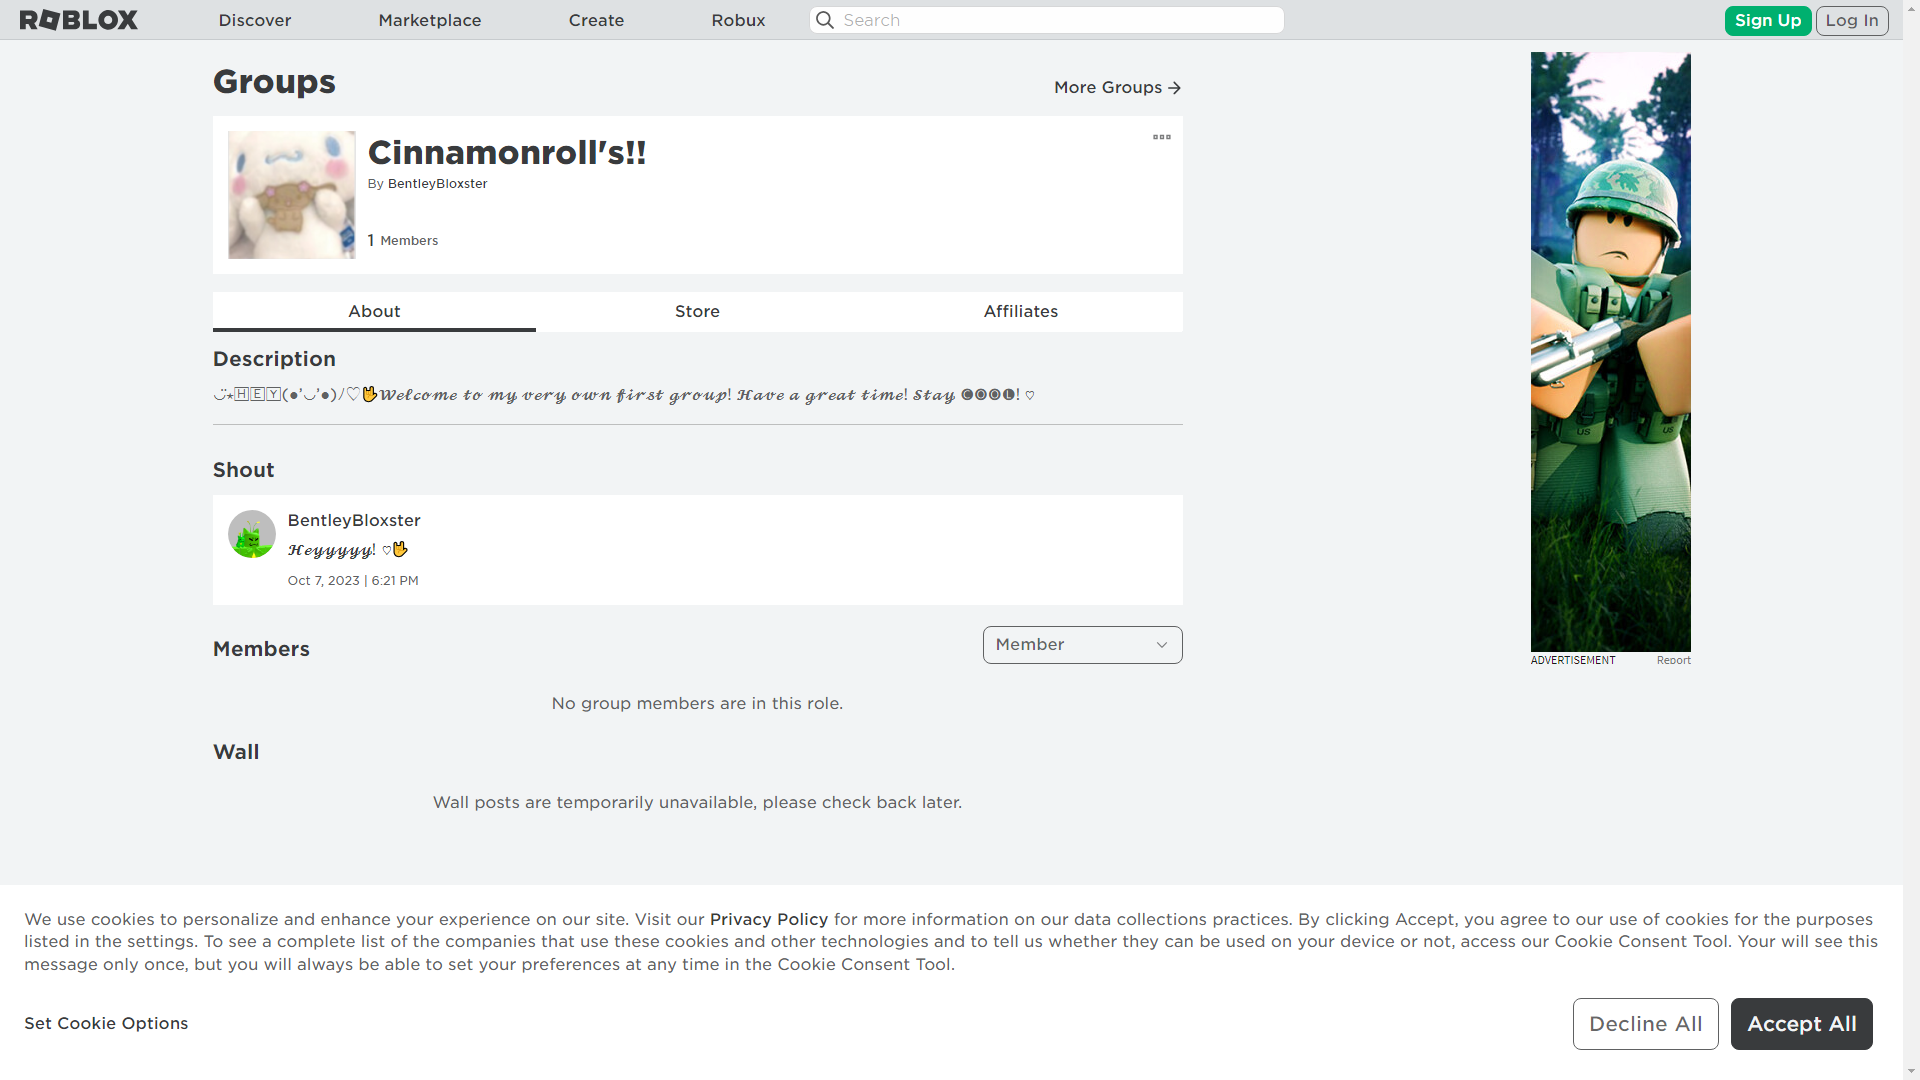 ROBLOX
Discover
Marketplace
Create
Robux
Search
Sign Up
Log In
Groups
More Groups
Cinnamonroll's!!
By BentleyBloxster
1 Members
About
Store
Affiliates
Description
◡̈⋆🄷🄴🅈(●’◡’●)ﾉ♡🤟𝓦𝓮𝓵𝓬𝓸𝓶𝓮 𝓽𝓸 𝓶𝔂 𝓿𝓮𝓻𝔂 𝓸𝔀𝓷 𝓯𝓲𝓻𝓼𝓽 𝓰𝓻𝓸𝓾𝓹! 𝓗𝓪𝓿𝓮 𝓪 𝓰𝓻𝓮𝓪𝓽 𝓽𝓲𝓶𝓮! 𝓢𝓽𝓪𝔂 🅒🅞🅞🅛! ♡
Shout
BentleyBloxster
𝓗𝓮𝔂𝔂𝔂𝔂𝔂! ♡🤟
Oct 7, 2023 | 6:21 PM
Members
Member
No group members are in this role.
Wall
Wall posts are temporarily unavailable, please check back later.
US
US
ADVERTISEMENT
Report
We use cookies to personalize and enhance your experience on our site. Visit our Privacy Policy for more information on our data collections practices. By clicking Accept, you agree to our use of cookies for the purposes
listed in the settings. To see a complete list of the companies that use these cookies and other technologies and to tell us whether they can be used on your device or not, access our Cookie Consent Tool. Your will see this
message only once, but you will always be able to set your preferences at any time in the Cookie Consent Tool.
Set Cookie Options
Decline All
Accept All